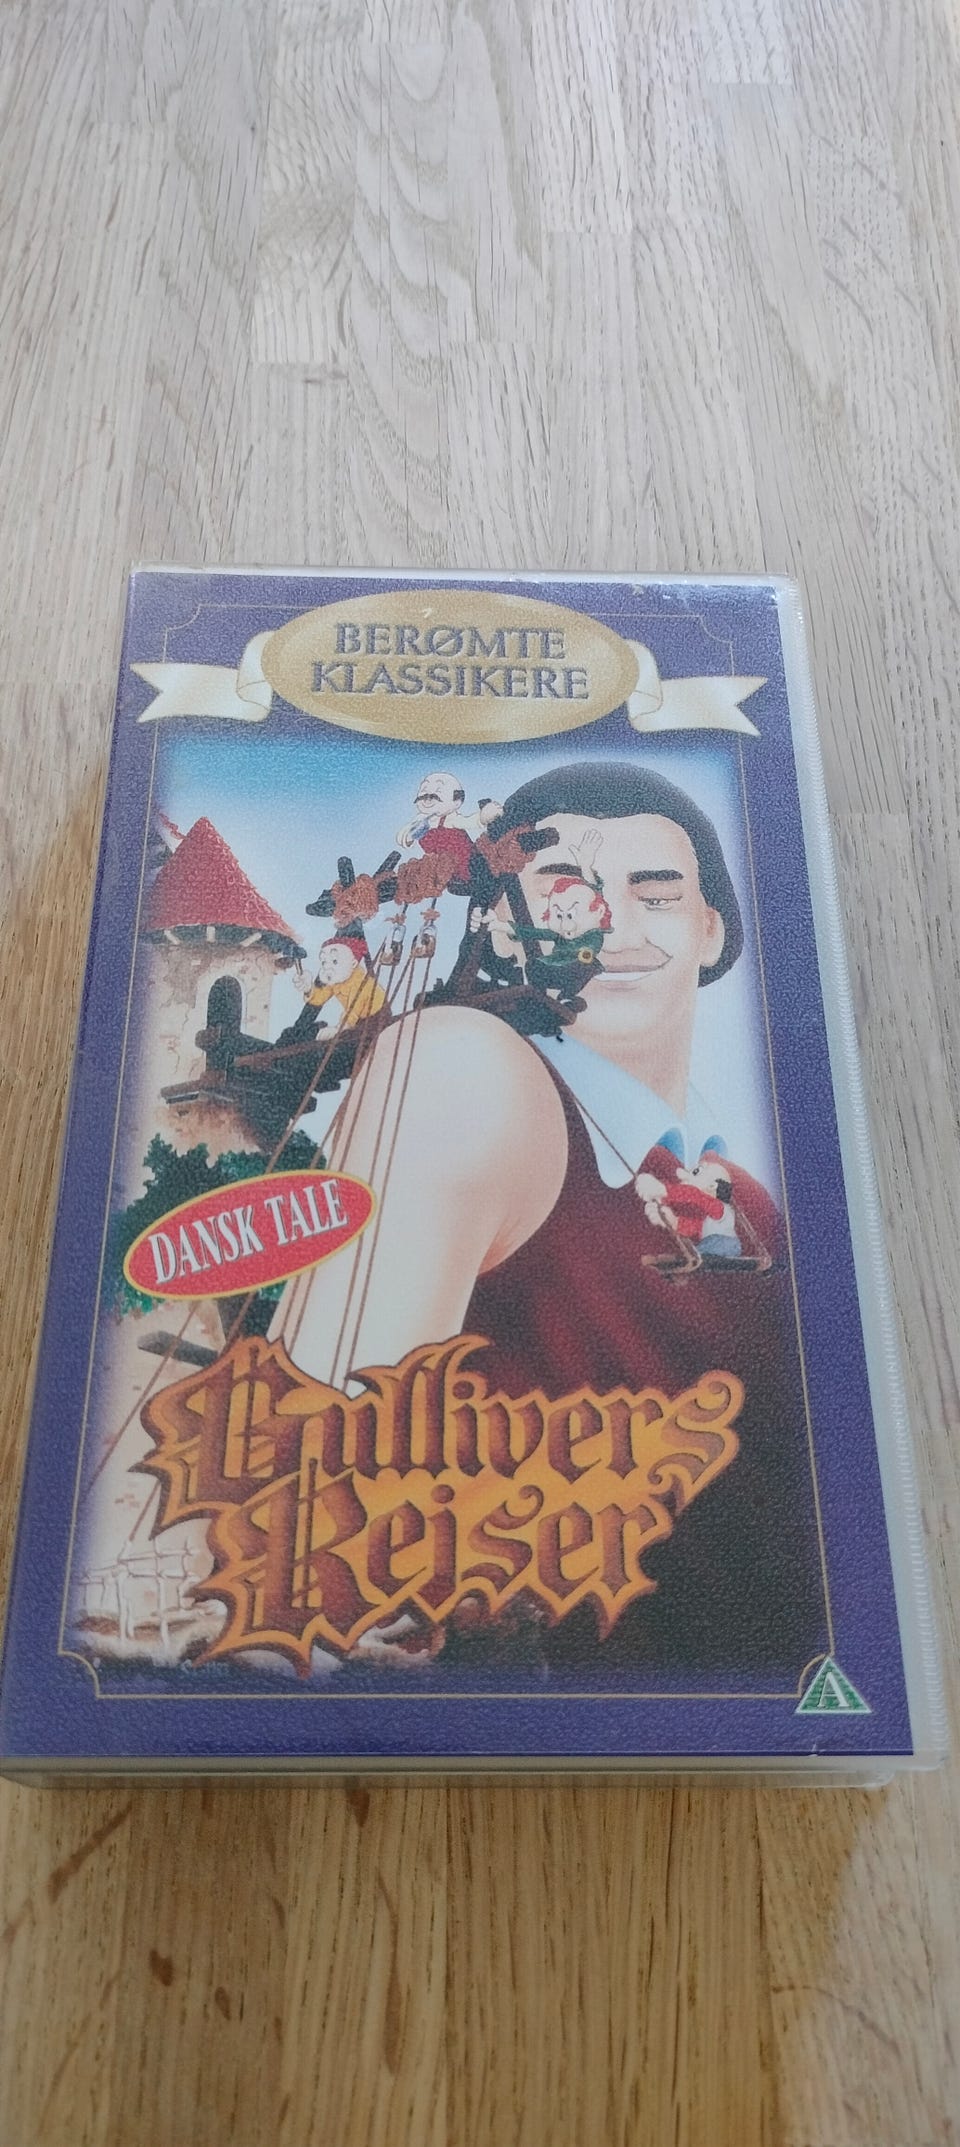 BERØMTE
KLASSIKERE
DANSK TALE
Gullivers
Rejser
A